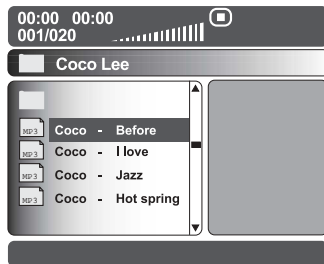 00:00 00:00
001/020
Coco Lee
MP3 Coco - Before
MP3 Coco - I love
MP3 Coco - Jazz
MP3 Coco - Hot spring